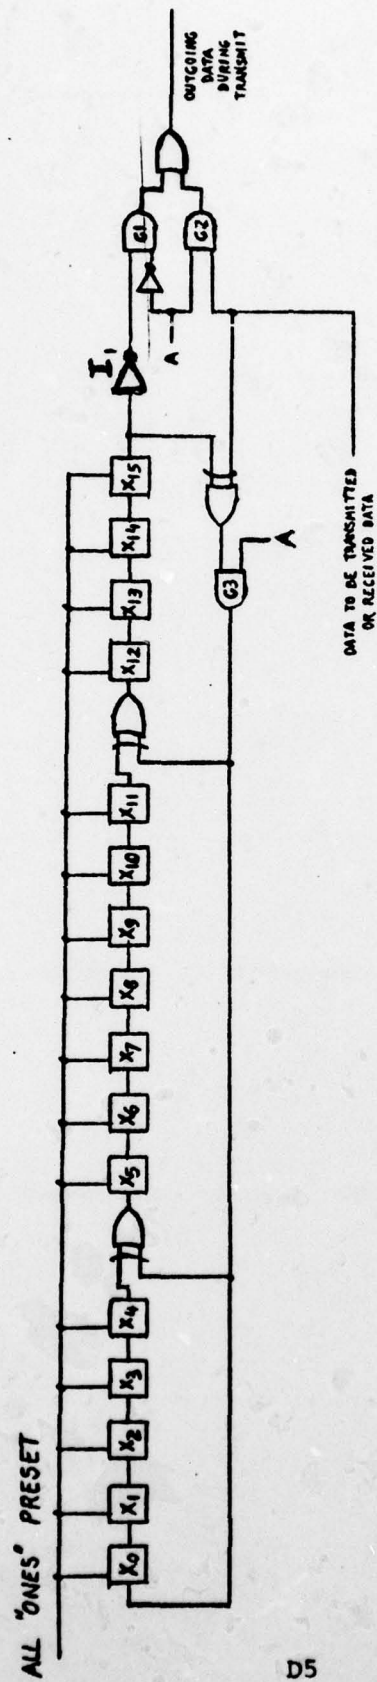 ALL "ONES" PRESET
X0
X1
X2
X3
X4
X5
X6
X7
X8
X9
X10
X11
X12
X13
X14
X15
I1
G1
G2
G3
A
A
OUTGOING
DATA
DURING
TRANSMIT
DATA TO BE TRANSMITTED
OR RECEIVED DATA
D5